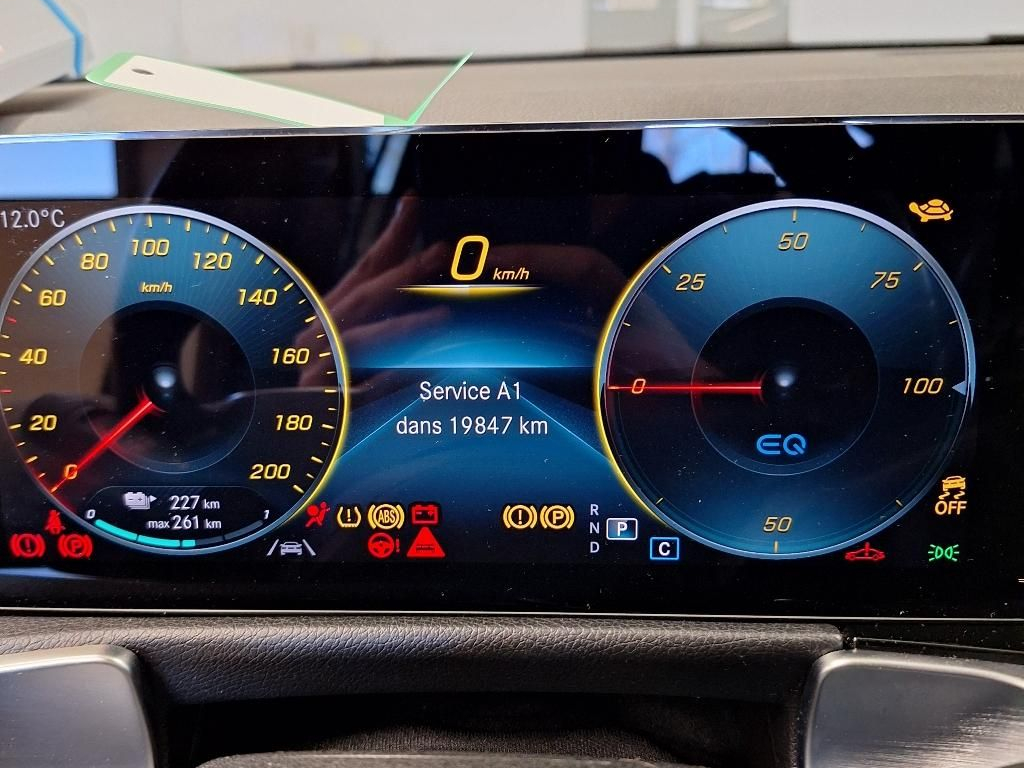 12.0°C
0 km/h
0
20
40
60
80
100
120
140
160
180
200
km/h
227 km
max 261 km
0
1
Service A1
dans 19847 km
ABS
P
P
R
N
D
P
C
0
25
50
75
100
50
EQ
OFF